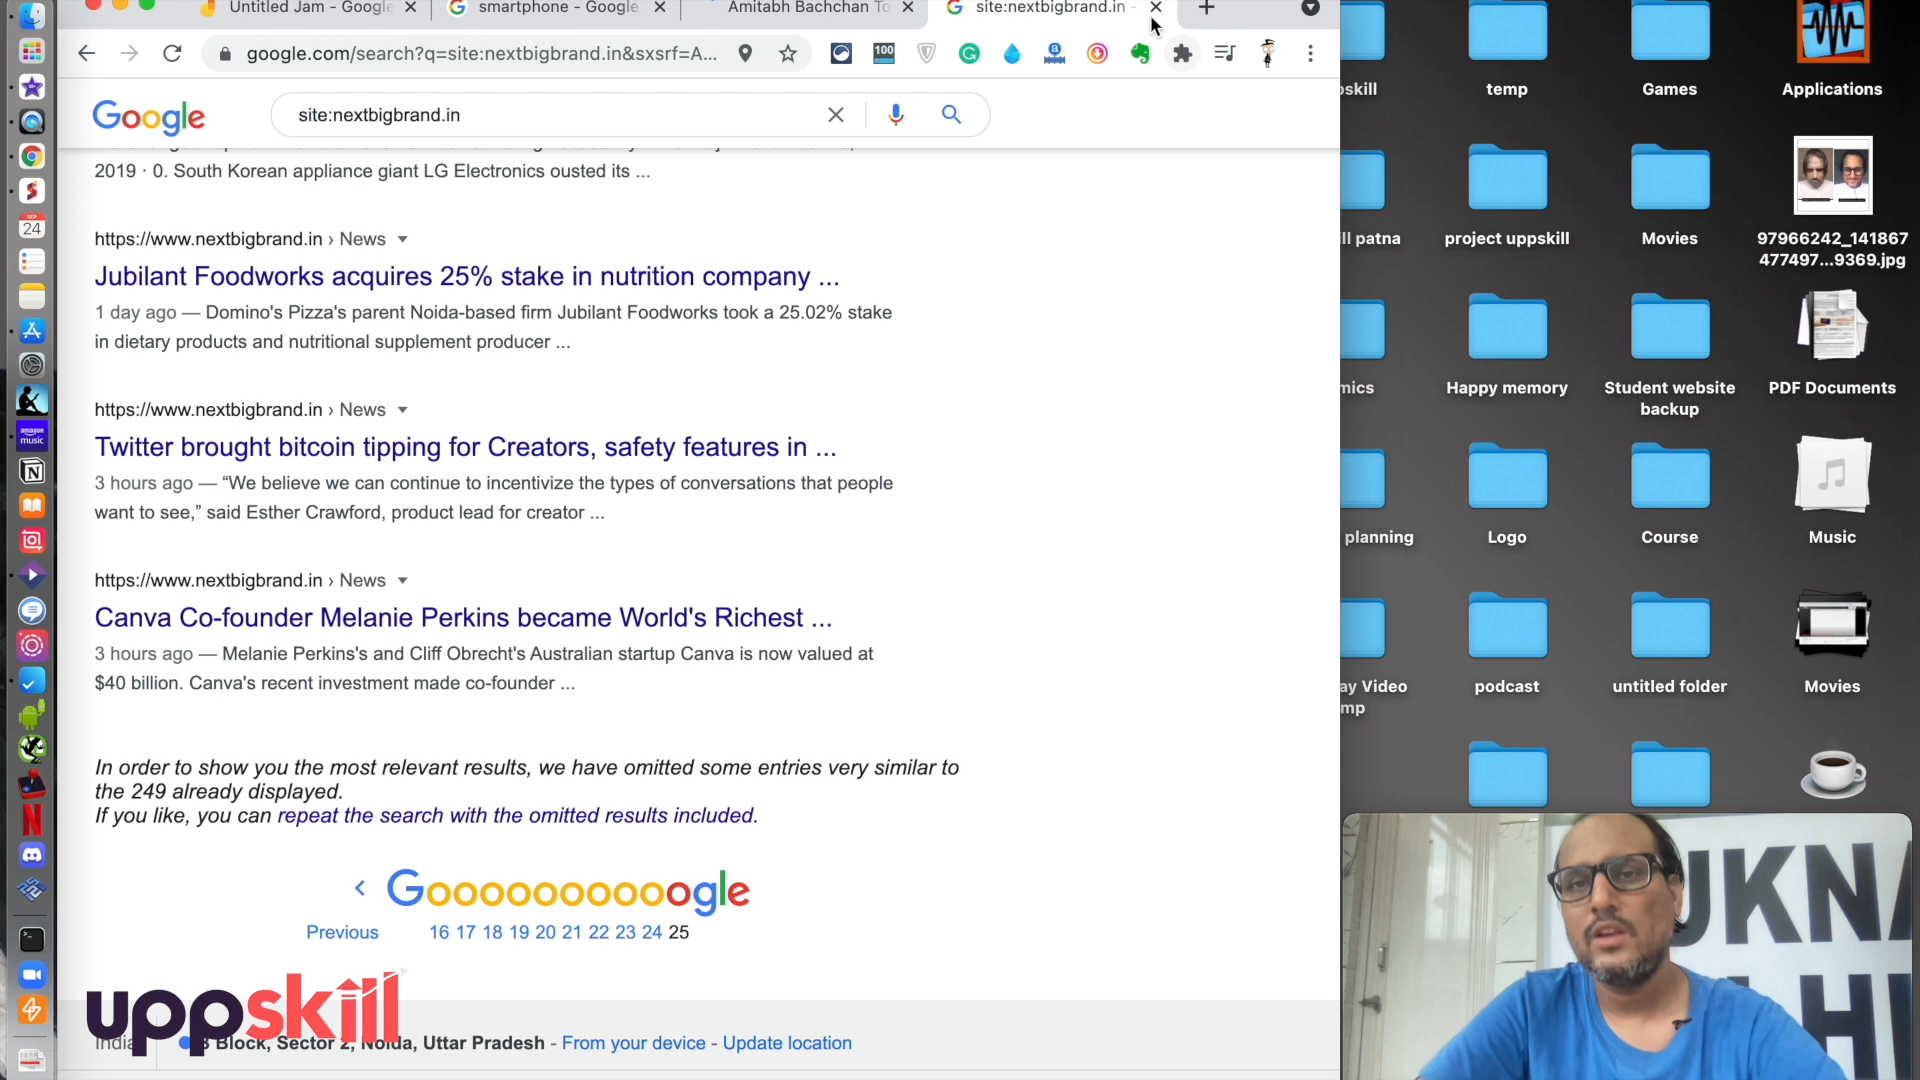 Untitled Jam - Google
smartphone - Google
Amitabh Bachchan To
site:nextbigbrand.in -
google.com/search?q=site:nextbigbrand.in&sxsrf=A...
100
Google
site:nextbigbrand.in
2019 · 0. South Korean appliance giant LG Electronics ousted its ...
https://www.nextbigbrand.in › News
Jubilant Foodworks acquires 25% stake in nutrition company ...
1 day ago — Domino's Pizza's parent Noida-based firm Jubilant Foodworks took a 25.02% stake
in dietary products and nutritional supplement producer ...
https://www.nextbigbrand.in › News
Twitter brought bitcoin tipping for Creators, safety features in ...
3 hours ago — “We believe we can continue to incentivize the types of conversations that people
want to see,” said Esther Crawford, product lead for creator ...
https://www.nextbigbrand.in › News
Canva Co-founder Melanie Perkins became World's Richest ...
3 hours ago — Melanie Perkins's and Cliff Obrecht's Australian startup Canva is now valued at
$40 billion. Canva's recent investment made co-founder ...
In order to show you the most relevant results, we have omitted some entries very similar to
the 249 already displayed.
If you like, you can repeat the search with the omitted results included.
Goooooooooogle
Previous 16 17 18 19 20 21 22 23 24 25
uppskill
India
Block, Sector 2, Noida, Uttar Pradesh - From your device - Update location
SEP
24
amazon
music
skill
temp
Games
Applications
ll patna
project uppskill
Movies
97966242_141867
477497...9369.jpg
mics
Happy memory
Student website
backup
PDF Documents
planning
Logo
Course
Music
ay Video
mp
podcast
untitled folder
Movies
UKNA
HI